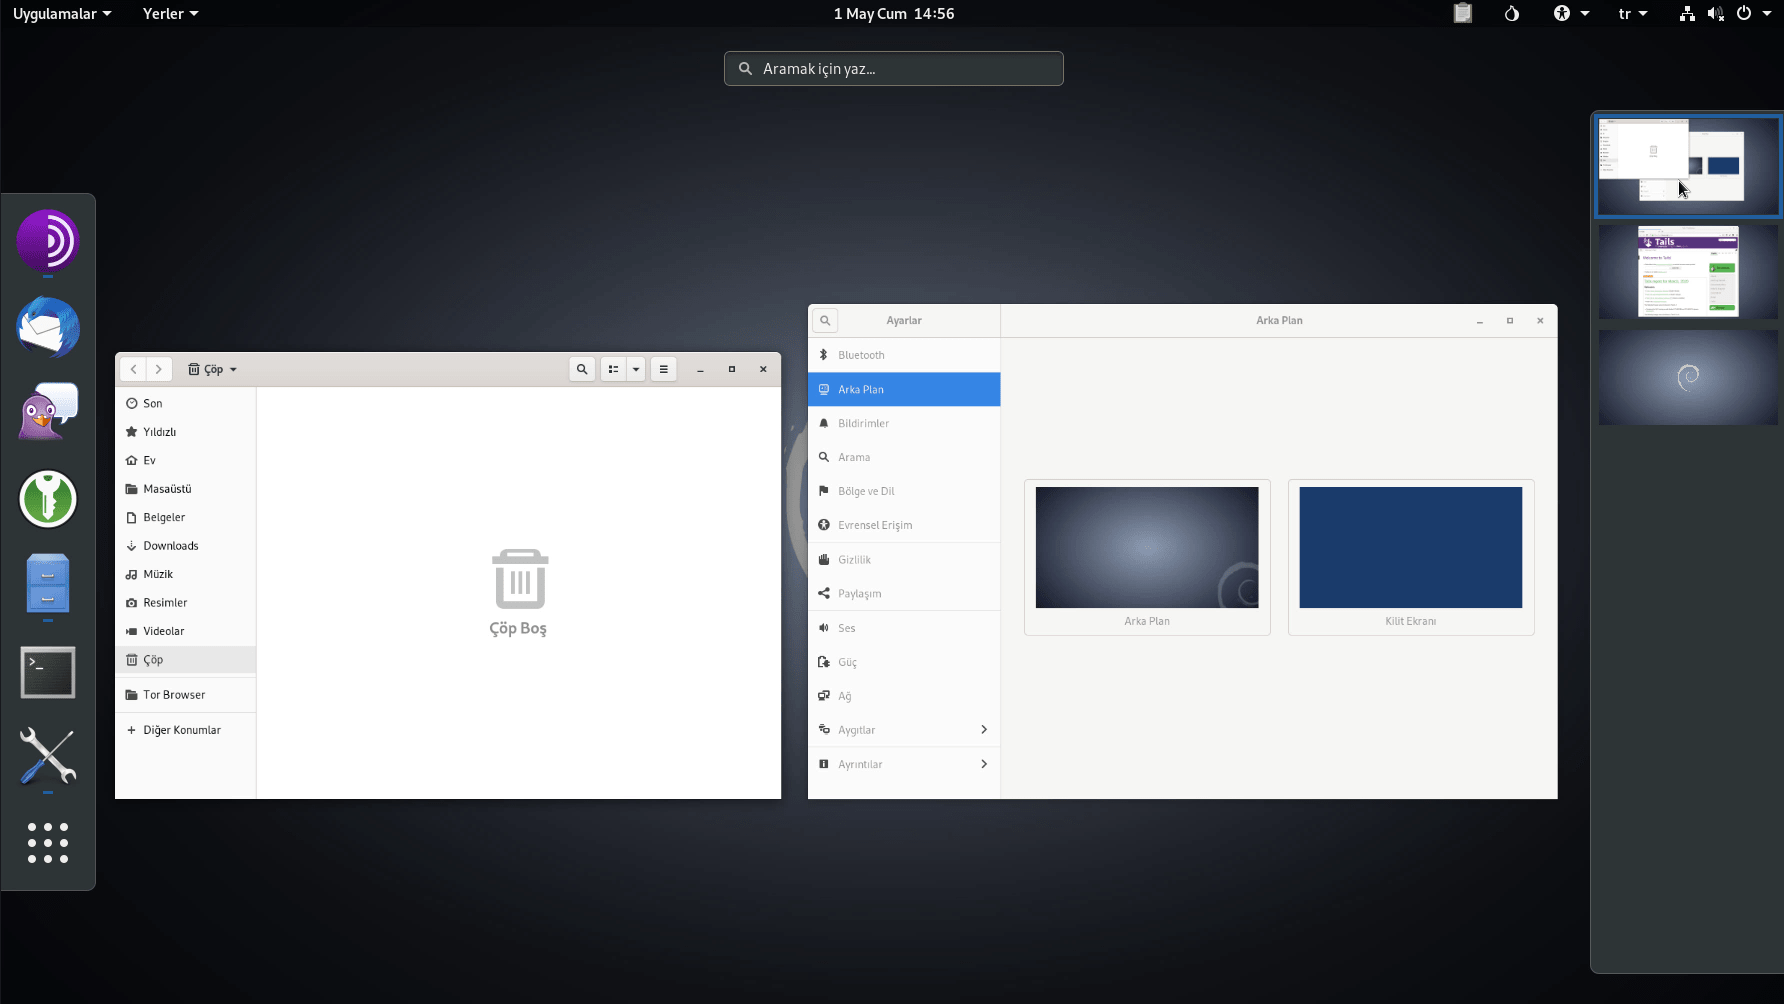 Uygulamalar
Yerler
1 May Cum 14:56
tr
Aramak için yaz...
Çöp
Son
Yıldızlı
Ev
Masaüstü
Belgeler
Downloads
Müzik
Resimler
Videolar
Çöp
Tor Browser
Diğer Konumlar
Çöp Boş
Ayarlar
Arka Plan
Bluetooth
Arka Plan
Bildirimler
Arama
Bölge ve Dil
Evrensel Erişim
Gizlilik
Paylaşım
Ses
Güç
Ağ
Aygıtlar
Ayrıntılar
Arka Plan
Kilit Ekranı
Tails